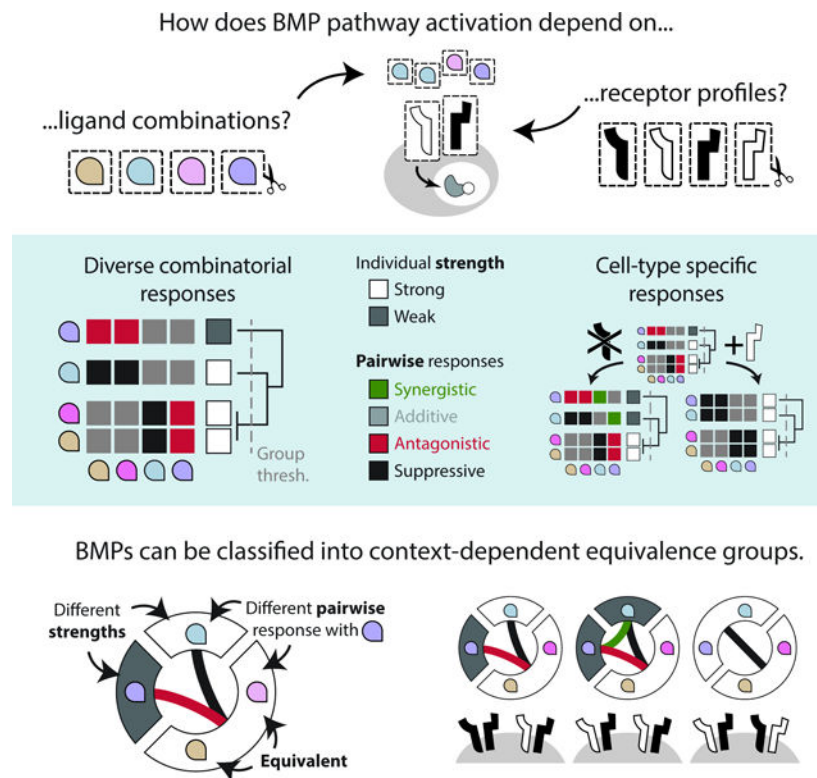 How does BMP pathway activation depend on...
...ligand combinations?
...receptor profiles?
Diverse combinatorial
responses
Group
thresh.
Individual strength
Strong
Weak
Pairwise responses
Synergistic
Additive
Antagonistic
Suppressive
Cell-type specific
responses
+
BMPs can be classified into context-dependent equivalence groups.
Different
strengths
Different pairwise
response with
Equivalent